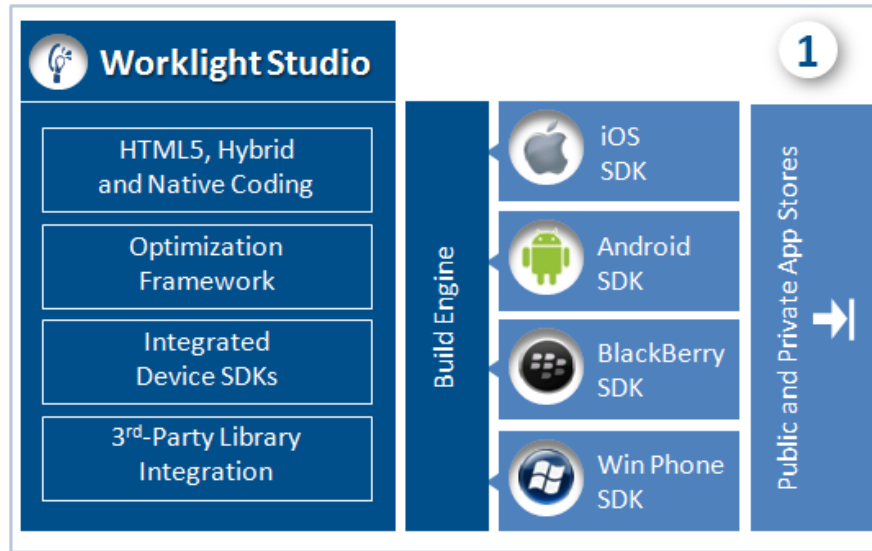 Worklight Studio
1
HTML5, Hybrid
and Native Coding
Optimization
Framework
Integrated
Device SDKs
3rd-Party Library
Integration
Build Engine
iOS
SDK
Android
SDK
BlackBerry
SDK
Win Phone
SDK
Public and Private App Stores